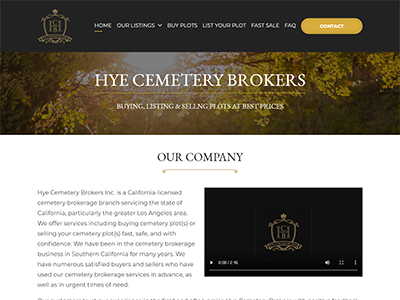 HOME OUR LISTINGS BUY PLOTS LIST YOUR PLOT FAST SALE FAQ CONTACT
HYE CEMETERY BROKERS
BUYING, LISTING & SELLNG PLOTS AT BEST PRICES
OUR COMPANY
Hye Cemetery Brokers Inc. is a California-licensed
cemetery brokerage branch servicing the state of
California, particularly the greater Los Angeles area.
We offer services including buying cemetery plot(s) or
selling your cemetery plot(s) fast, safe, and with
confidence. We have been in the cemetery brokerage
business in Southern California for many years. We
have numerous satisfied buyers and sellers who have
used our cemetery brokerage services in advance, as
well as in urgent times of need.
0:00 / 2:16